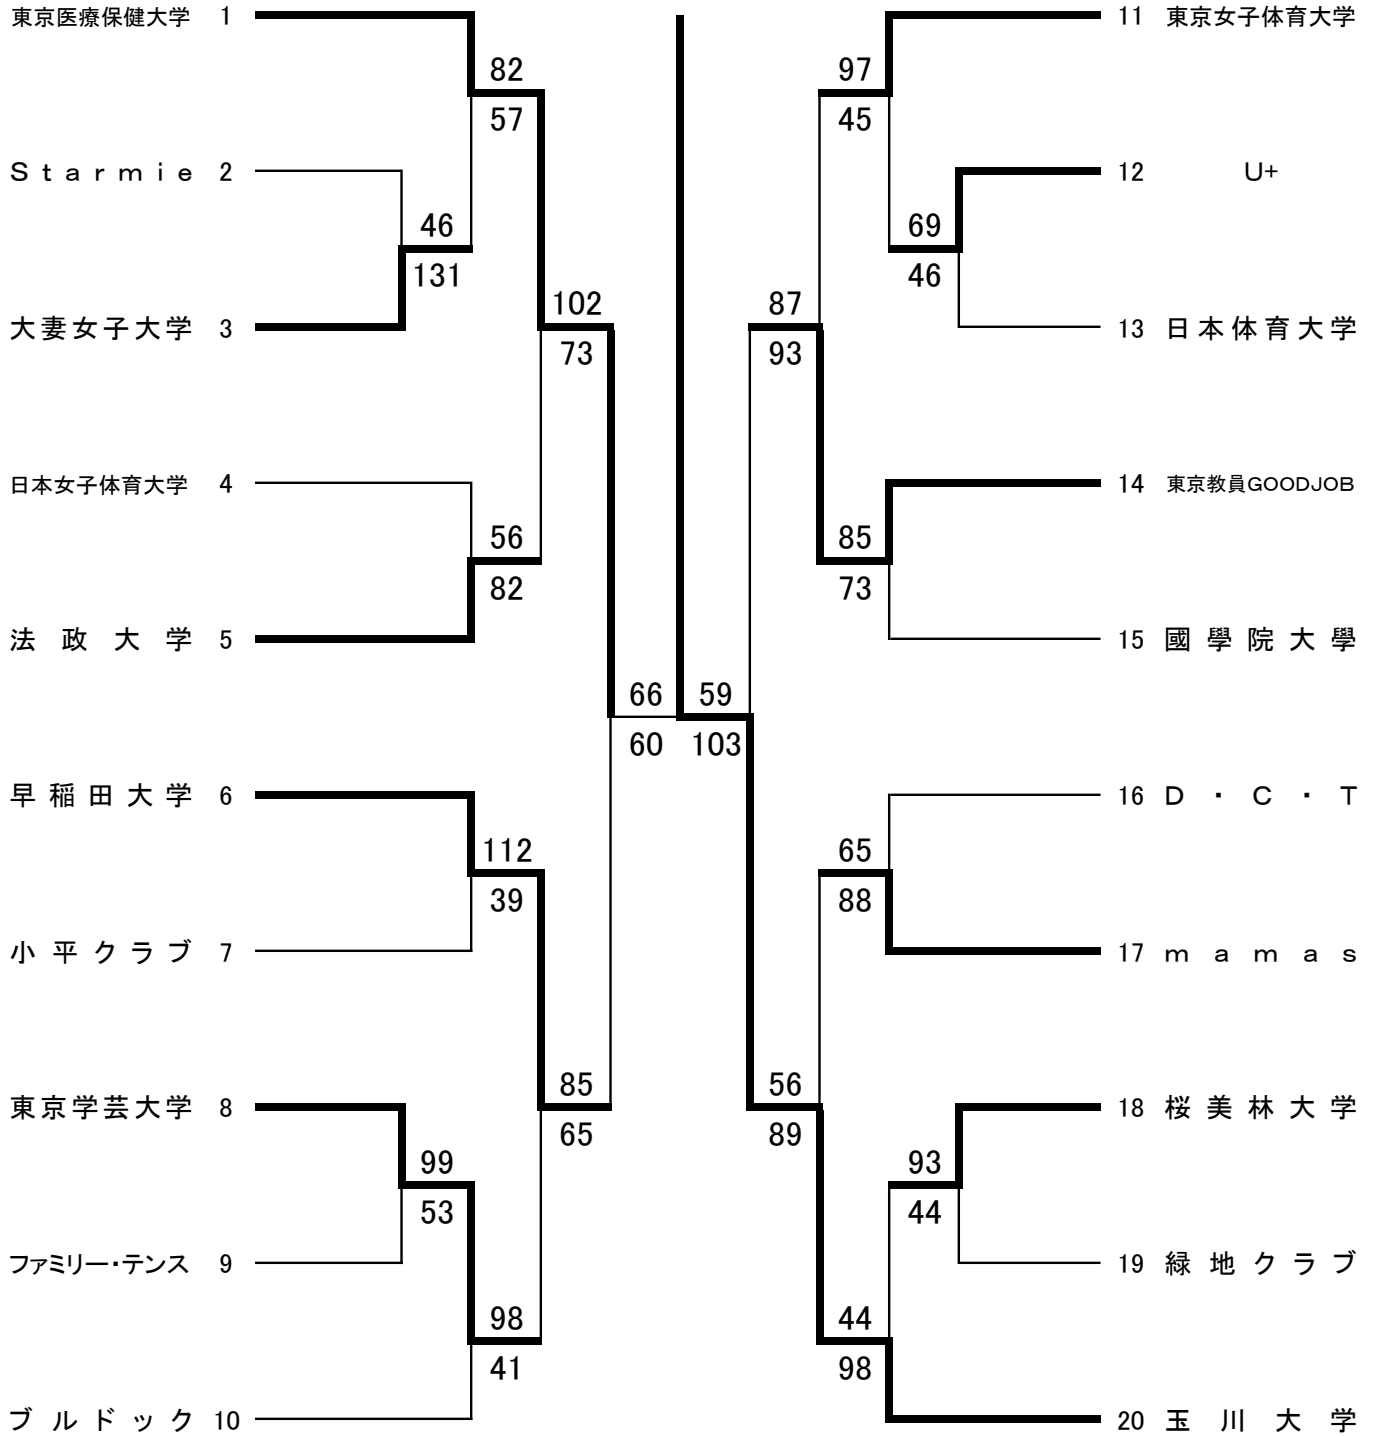 東京医療保健大学 1
82
57
Starmie 2
46
131
大妻女子大学 3
102
73
日本女子体育大学 4
56
82
法政大学 5
66
60
早稲田大学 6
112
39
小平クラブ 7
85
65
東京学芸大学 8
99
53
ファミリー・テンス 9
98
41
ブルドック 10
11 東京女子体育大学
97
45
12 U+
69
46
13 日本体育大学
87
93
14 東京教員GOODJOB
85
73
15 國學院大學
59
103
16 D・C・T
65
88
17 mamas
56
89
18 桜美林大学
93
44
19 緑地クラブ
44
98
20 玉川大学